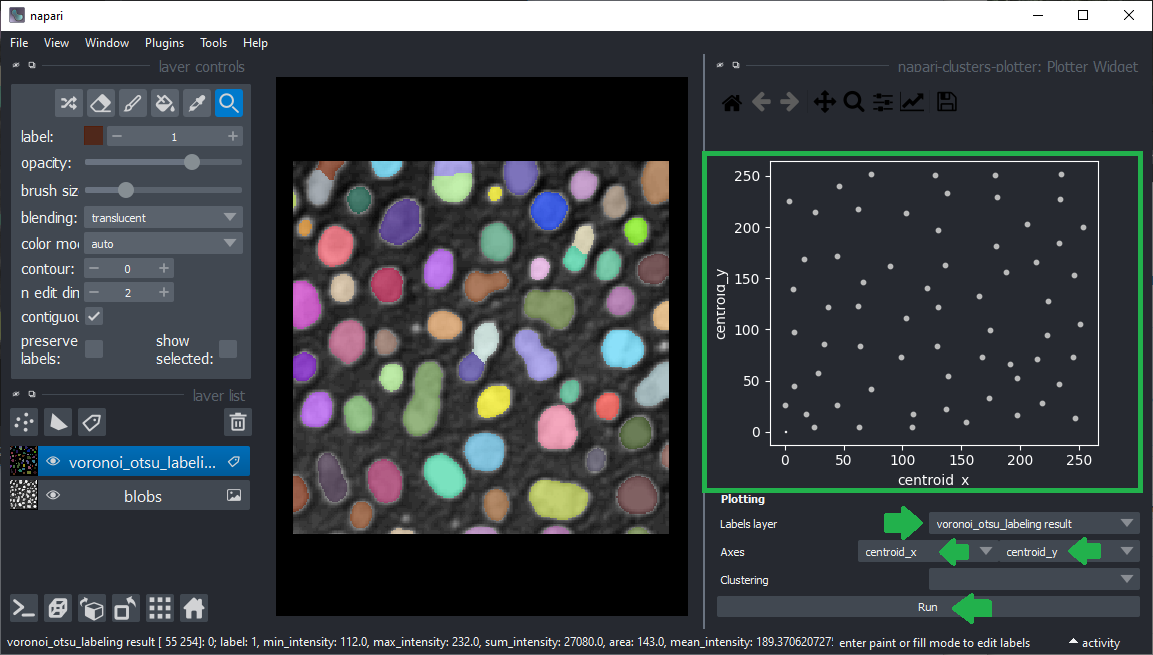 napari
File View Window Plugins Tools Help
layer controls
napari-clusters-plotter: Plotter Widget
label: 1
opacity:
brush siz
blending: translucent
color mo
auto
contour: 0
n edit din 2
contiguou
preserve labels:
show selected:
layer list
voronoi_otsu_labeli...
blobs
250
200
150
100
50
0
centroid_y
0 50 100 150 200 250
centroid_x
Plotting
Labels layer voronoi_otsu_labeling result
Axes centroid_x centroid_y
Clustering
Run
voronoi_otsu_labeling result [ 55 254]: 0; label: 1, min_intensity: 112.0, max_intensity: 232.0, sum_intensity: 27080.0, area: 143.0, mean_intensity: 189.370620727 enter paint or fill mode to edit labels activity